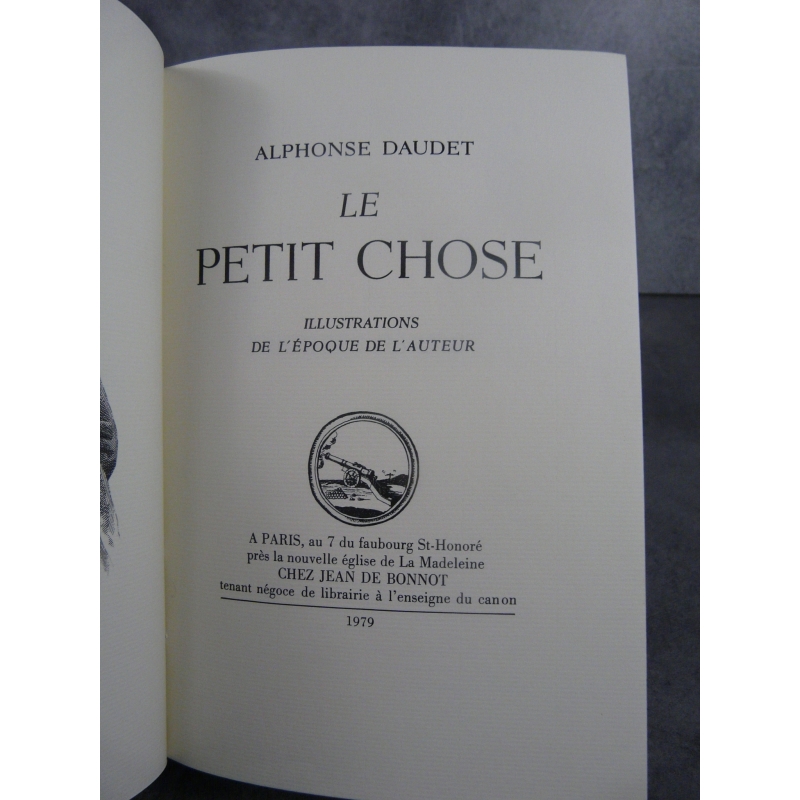 ALPHONSE DAUDET
LE
PETIT CHOSE
ILLUSTRATIONS
DE L'ÉPOQUE DE L'AUTEUR
A PARIS, au 7 du faubourg St-Honoré
près la nouvelle église de La Madeleine
CHEZ JEAN DE BONNOT
tenant négoce de librairie à l'enseigne du canon
1979